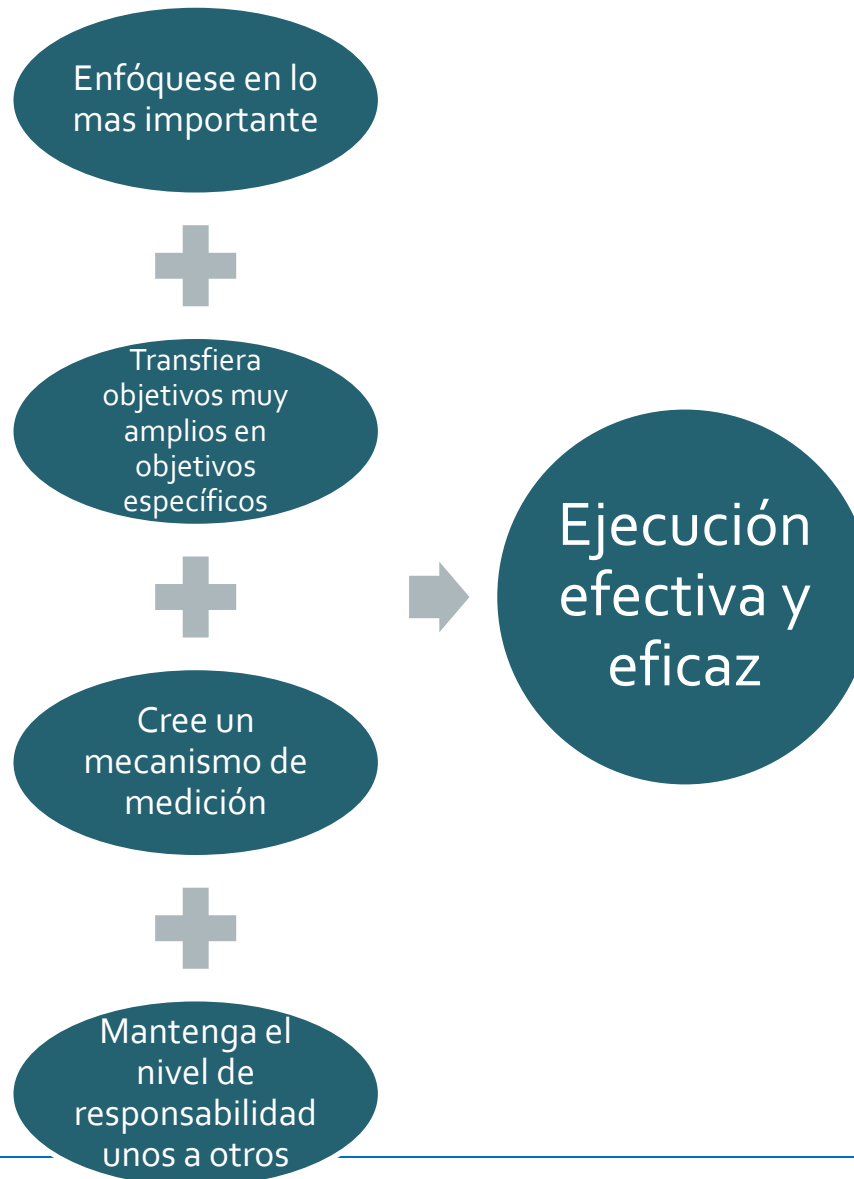 Enfóquese en lo
mas importante
Transfiera
objetivos muy
amplios en
objetivos
específicos
Cree un
mecanismo de
medición
Mantenga el
nivel de
responsabilidad
unos a otros
Ejecución
efectiva y
eficaz